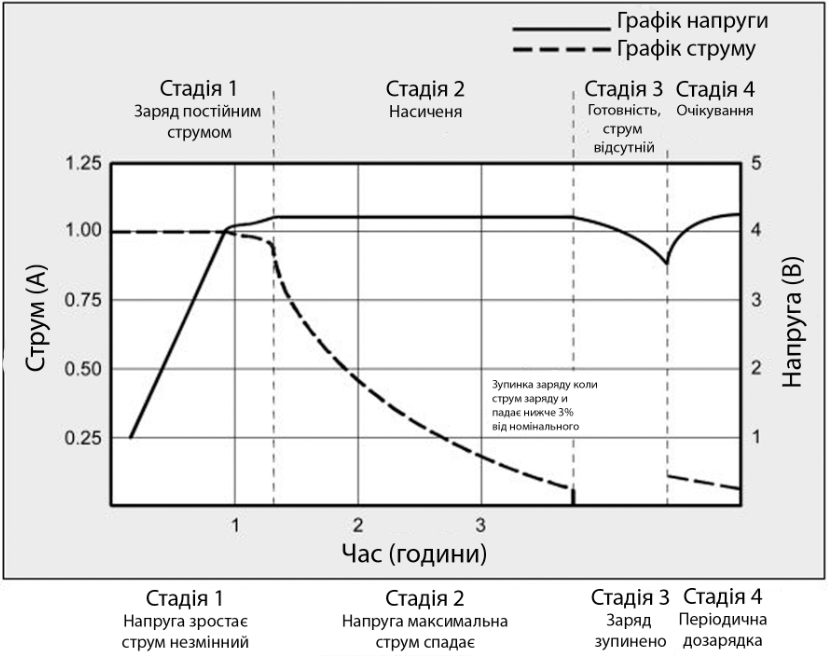 Графік напруги
Графік струму
Стадія 1
Заряд постійним
струмом
Стадія 2
Насиченя
Стадія 3
Готовність,
струм
відсутній
Стадія 4
Очікування
1.25
1.00
0.75
0.50
0.25
Струм (А)
5
4
3
2
1
Напруга (В)
Зупинка заряду коли
струм заряду и
падає нижче 3%
від номінального
1
2
3
Час (години)
Стадія 1
Напруга зростає
струм незмінний
Стадія 2
Напруга максимальна
струм спадає
Стадія 3
Заряд
зупинено
Стадія 4
Періодична
дозарядка